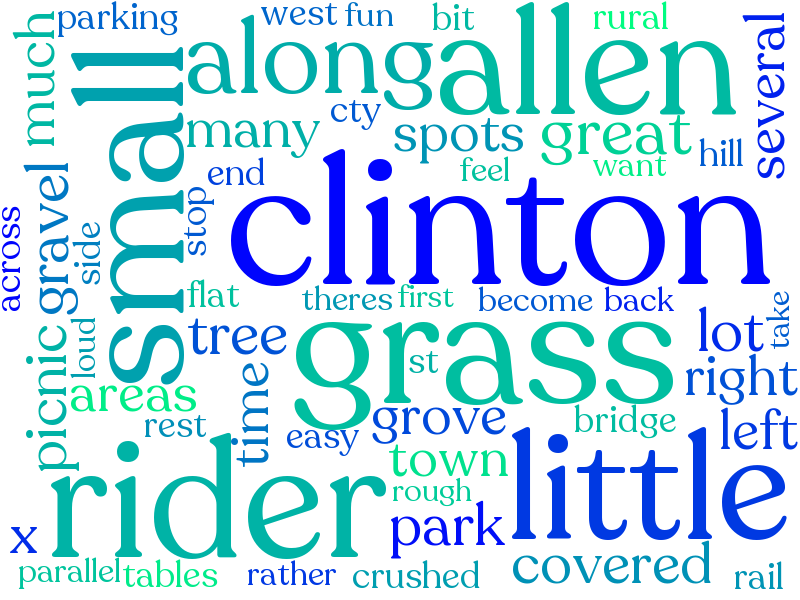 parking west fun bit rural
much small along allen several
cty
many spots great hill
end feel want
across gravel side stop clinton
flat theres first become back take
picnic loud tree grass st lot
areas time right
rest easy grove bridge left
rider town little
rough
x park
parallel tables rather crushed covered rail